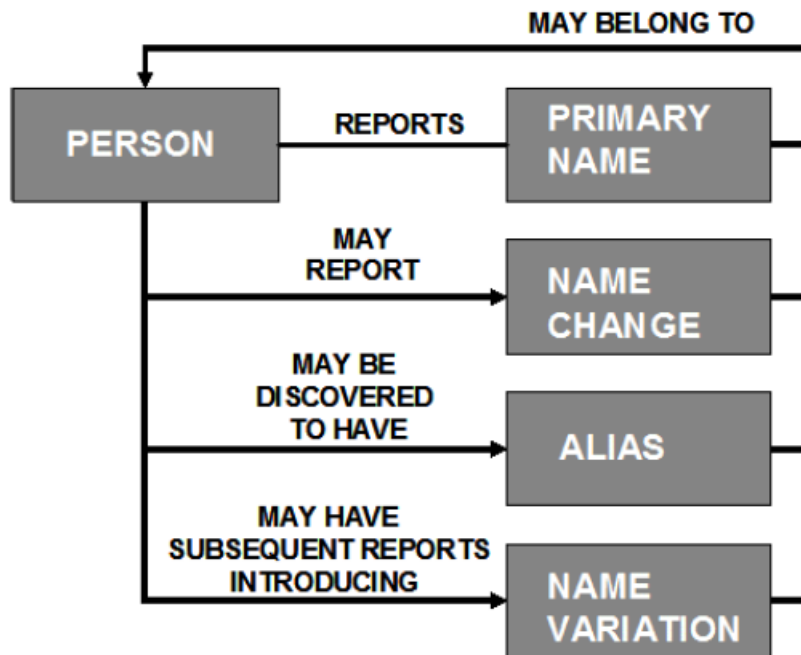 MAY BELONG TO
PERSON
REPORTS
PRIMARY
NAME
MAY
REPORT
NAME
CHANGE
MAY BE
DISCOVERED
TO HAVE
ALIAS
MAY HAVE
SUBSEQUENT REPORTS
INTRODUCING
NAME
VARIATION